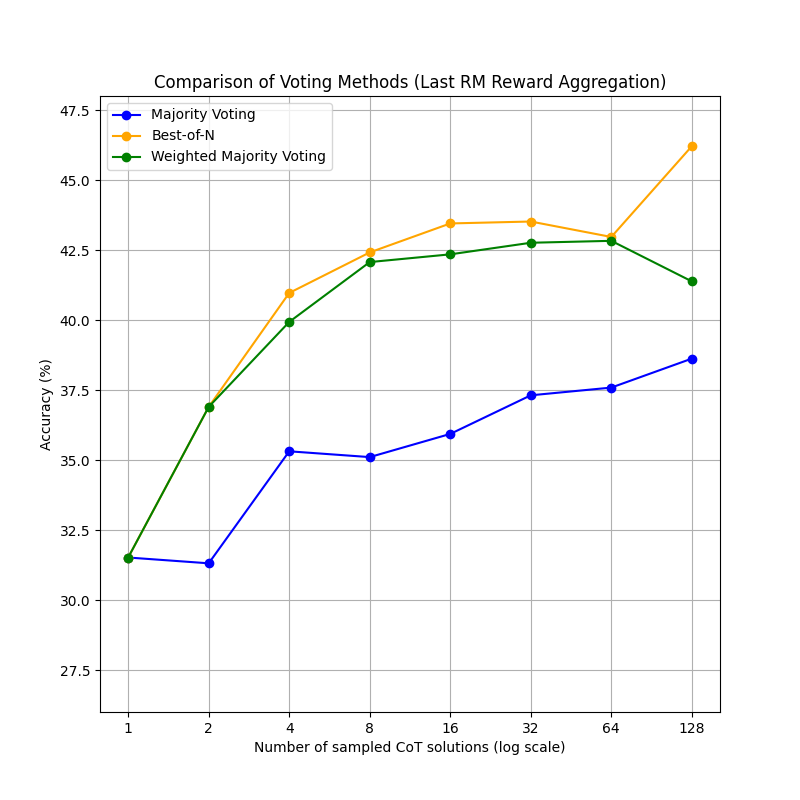 Comparison of Voting Methods (Last RM Reward Aggregation)
Majority Voting
Best-of-N
Weighted Majority Voting
47.5
45.0
42.5
40.0
37.5
35.0
32.5
30.0
27.5
Accuracy (%)
1 2 4 8 16 32 64 128
Number of sampled CoT solutions (log scale)